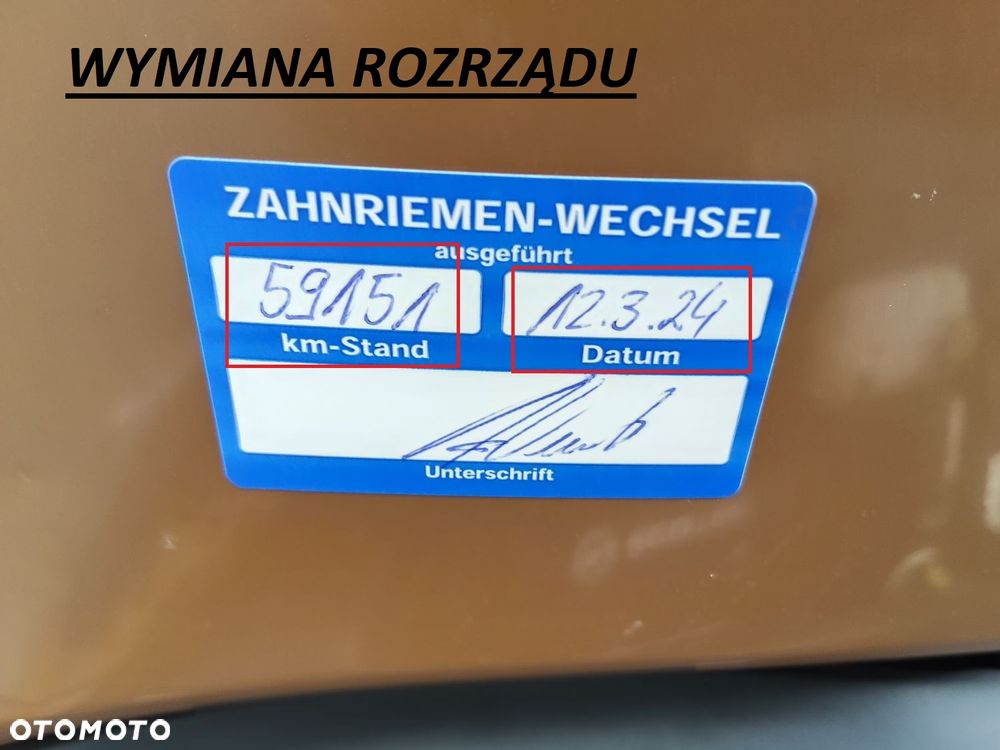 WYMIANA ROZRZĄDU
ZAHNRIEMEN-WECHSEL
ausgeführt
59151 12.3.24
km-Stand Datum
Unterschrift
OTOMOTO